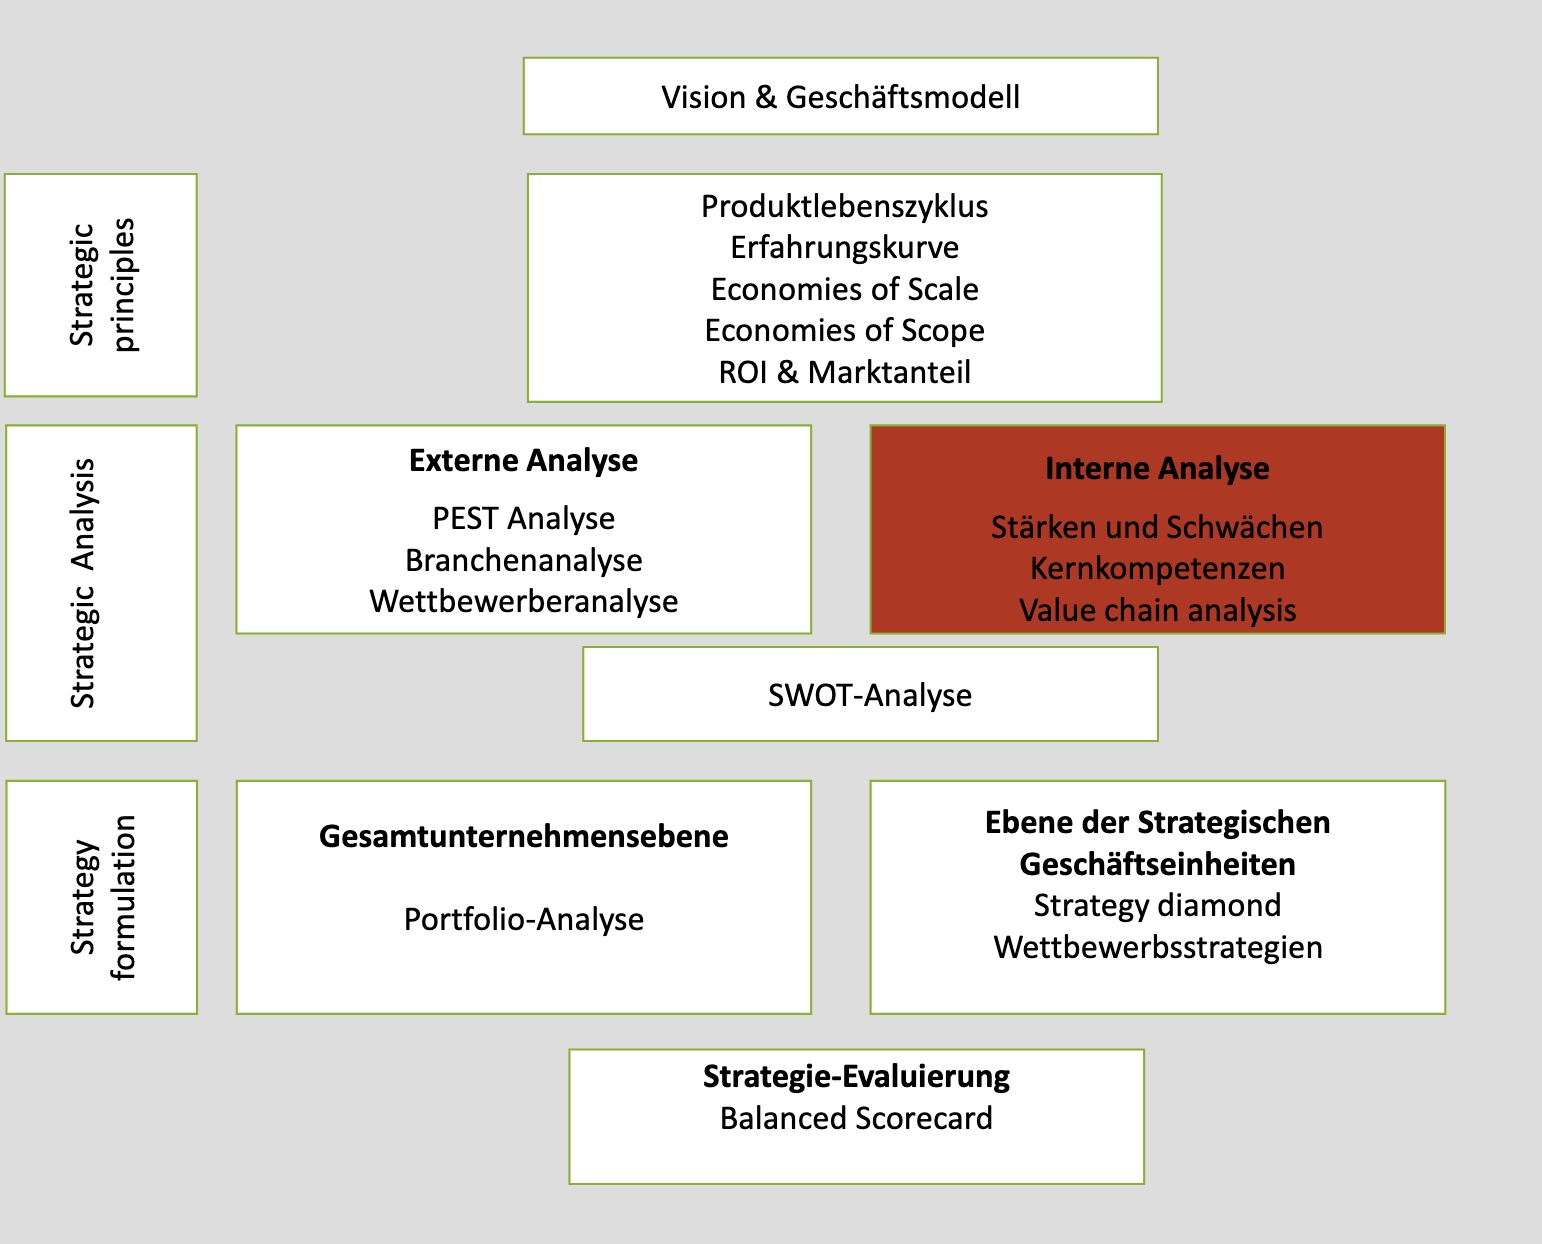 Vision & Geschäftsmodell
Strategic
principles
Produktlebenszyklus
Erfahrungskurve
Economies of Scale
Economies of Scope
ROI & Marktanteil
Strategic Analysis
Externe Analyse
PEST Analyse
Branchenanalyse
Wettbewerberanalyse
Interne Analyse
Stärken und Schwächen
Kernkompetenzen
Value chain analysis
SWOT-Analyse
Strategy
formulation
Gesamtunternehmensebene
Portfolio-Analyse
Ebene der Strategischen
Geschäftseinheiten
Strategy diamond
Wettbewerbsstrategien
Strategie-Evaluierung
Balanced Scorecard